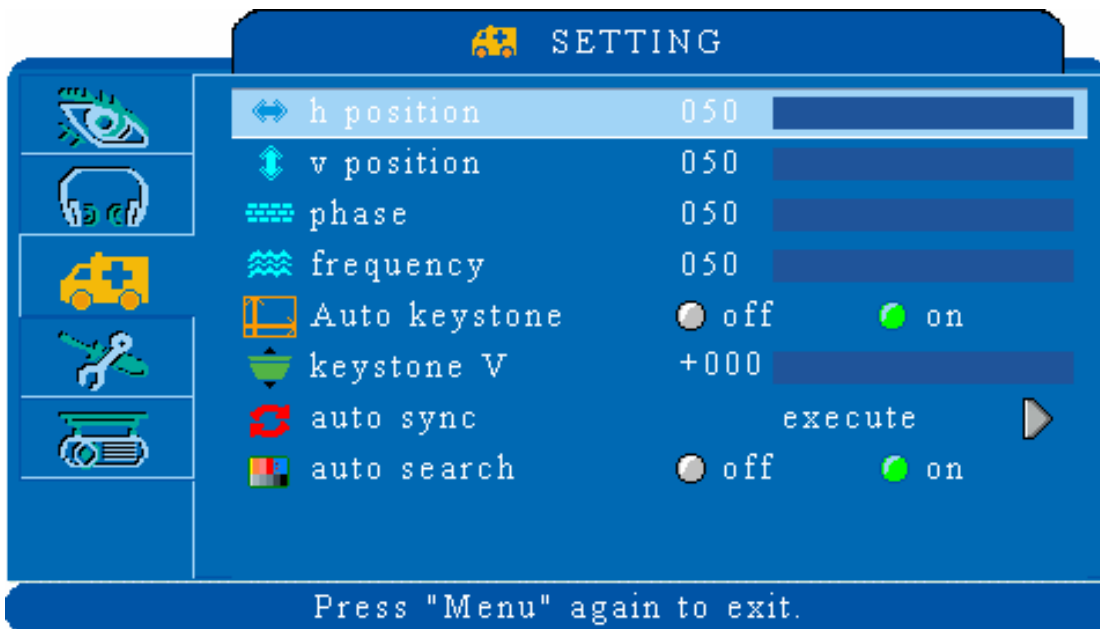 SETTING
h position 050
v position 050
phase 050
frequency 050
Auto keystone off on
keystone V +000
auto sync execute
auto search off on
Press "Menu" again to exit.